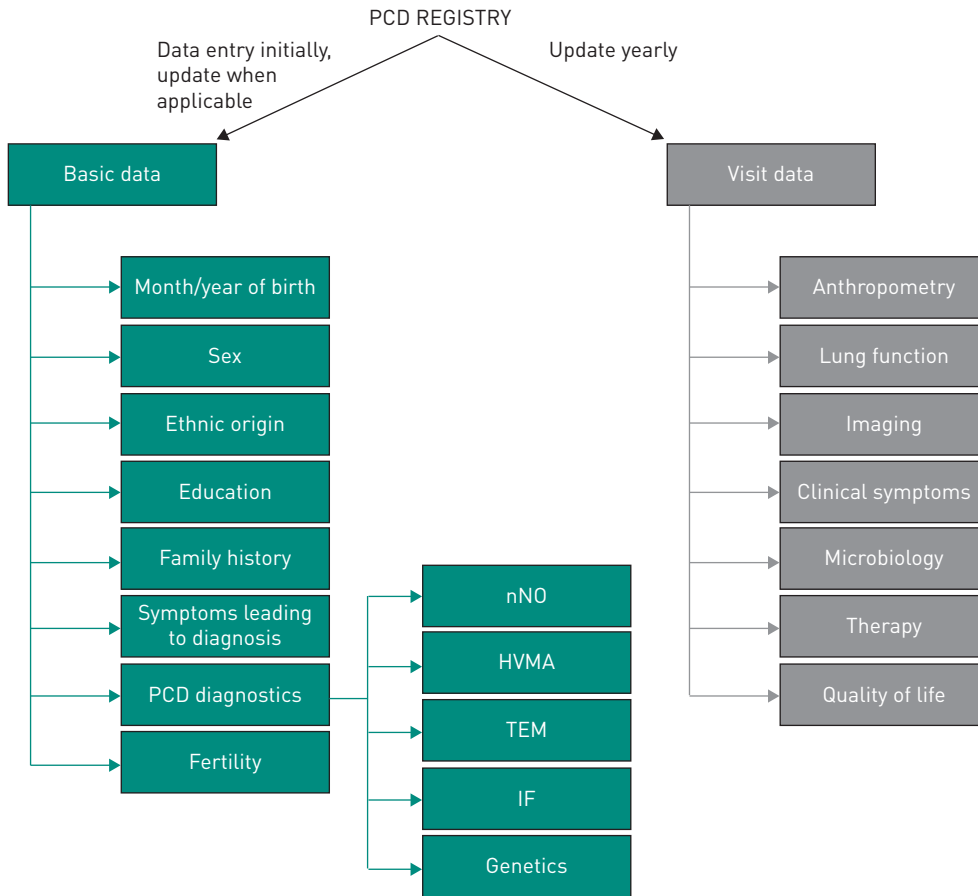 PCD REGISTRY
Data entry initially,
update when
applicable
Update yearly
Basic data
Visit data
Month/year of birth
Sex
Ethnic origin
Education
Family history
Symptoms leading
to diagnosis
PCD diagnostics
Fertility
nNO
HVMA
TEM
IF
Genetics
Anthropometry
Lung function
Imaging
Clinical symptoms
Microbiology
Therapy
Quality of life